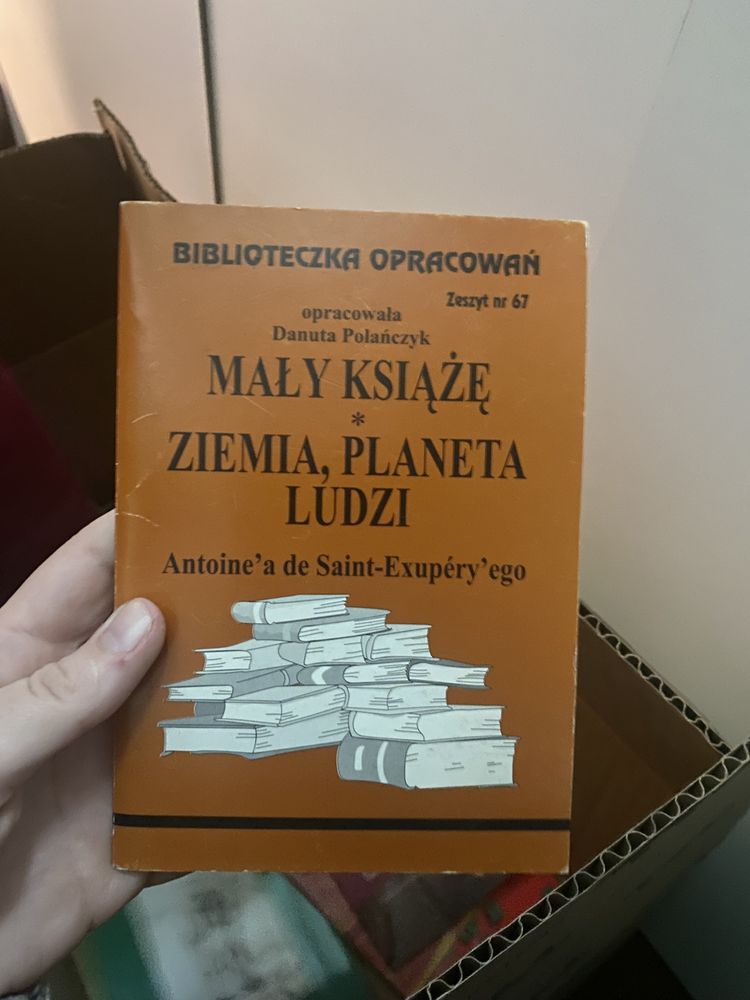 BIBLIOTECZKA OPRACOWAŃ
Zeszyt nr 67
opracowała
Danuta Polańczyk
MAŁY KSIĄŻĘ
*
ZIEMIA, PLANETA
LUDZI
Antoine'a de Saint-Exupéry'ego